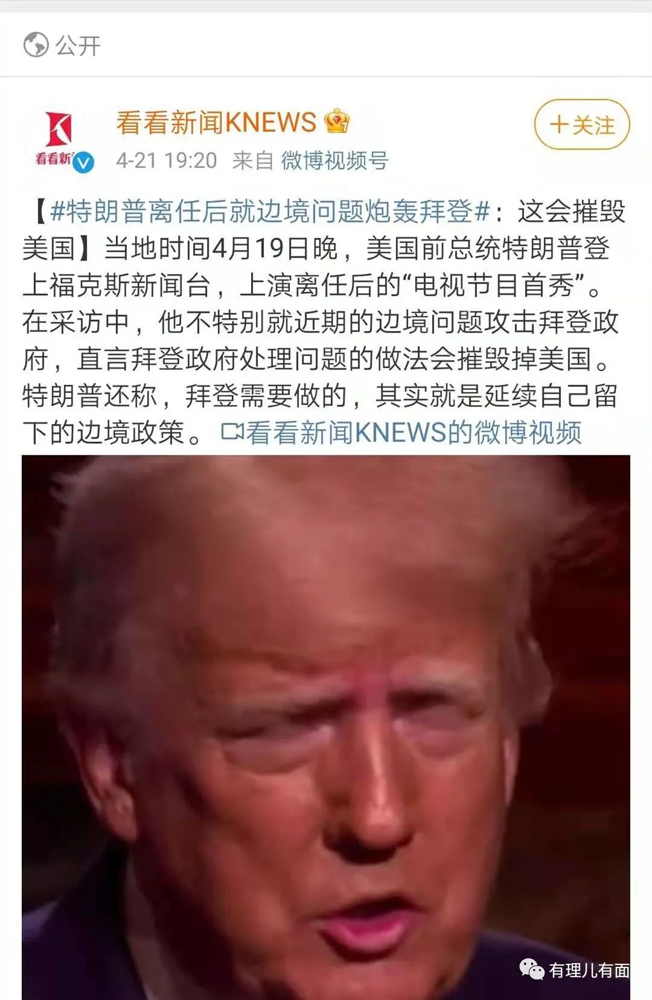 公开
看看新闻KNEWS
+关注
看看新
4-21 19:20 来自 微博视频号
【#特朗普离任后就边境问题炮轰拜登#：这会摧毁
美国】当地时间4月19日晚，美国前总统特朗普登
上福克斯新闻台，上演离任后的“电视节目首秀”。
在采访中，他不特别就近期的边境问题攻击拜登政
府，直言拜登政府处理问题的做法会摧毁掉美国。
特朗普还称，拜登需要做的，其实就是延续自己留
下的边境政策。 看看新闻KNEWS的微博视频
有理儿有面